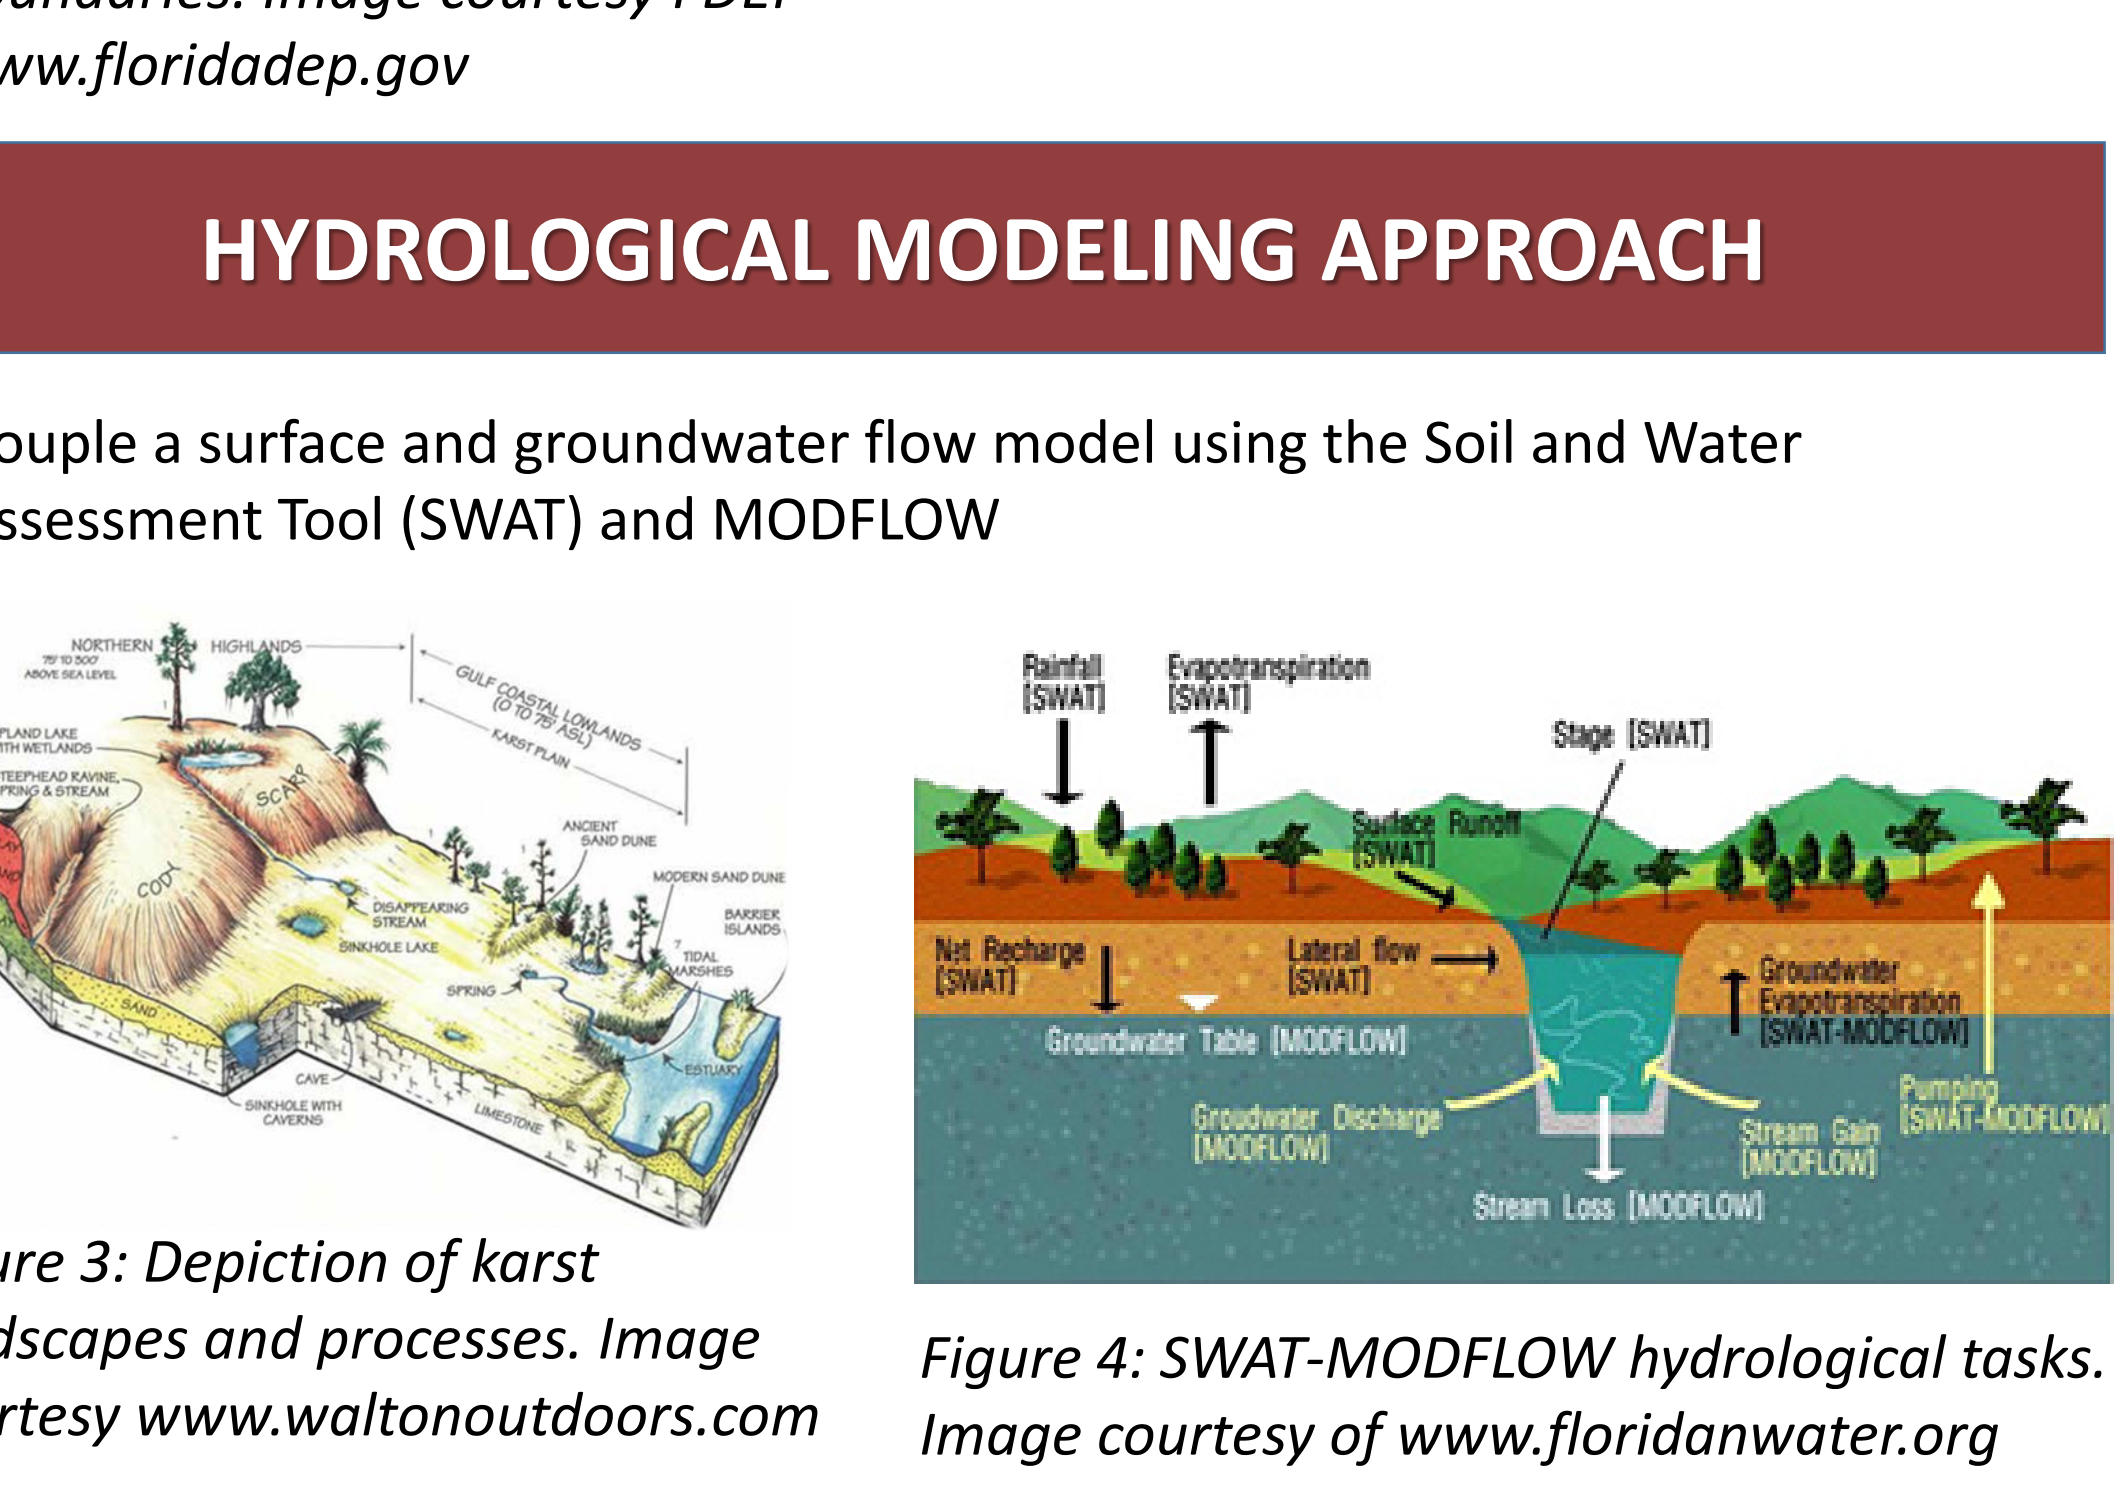 www.floridadep.gov
HYDROLOGICAL MODELING APPROACH
ouple a surface and groundwater flow model using the Soil and Water
ssessment Tool (SWAT) and MODFLOW
NORTHERN HIGHLANDS
75' TO 300'
ABOVE SEA LEVEL
GULF COASTAL LOWLANDS
(0 TO 75' ASL)
KARST PLAIN
PLAND LAKE
TH WETLANDS
TEEPHEAD RAVINE,
PRING & STREAM
SCARP
CODY
ANCIENT
SAND DUNE
MODERN SAND DUNE
BARRIER
ISLANDS
DISAPPEARING
STREAM
SINKHOLE LAKE
TIDAL
MARSHES
SPRING
SAND
ESTUARY
CAVE
SINKHOLE WITH
CAVERNS
LIMESTONE
ure 3: Depiction of karst
dscapes and processes. Image
rtesy www.waltonoutdoors.com
Rainfall
[SWAT]
Evapotranspiration
[SWAT]
Stage [SWAT]
Surface Runoff
[SWAT]
Net Recharge
[SWAT]
Lateral flow
[SWAT]
Groundwater
Evapotranspiration
[SWAT-MODFLOW]
Groundwater Table [MODFLOW]
Pumping
[SWAT-MODFLOW]
Groudwater Discharge
[MODFLOW]
Stream Gain
[MODFLOW]
Stream Loss [MODFLOW]
Figure 4: SWAT-MODFLOW hydrological tasks.
Image courtesy of www.floridanwater.org